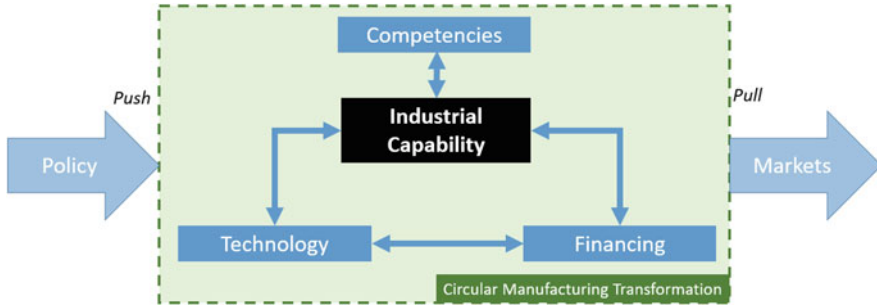 Competencies
Push
Pull
Industrial
Capability
Policy
Markets
Technology
Financing
Circular Manufacturing Transformation